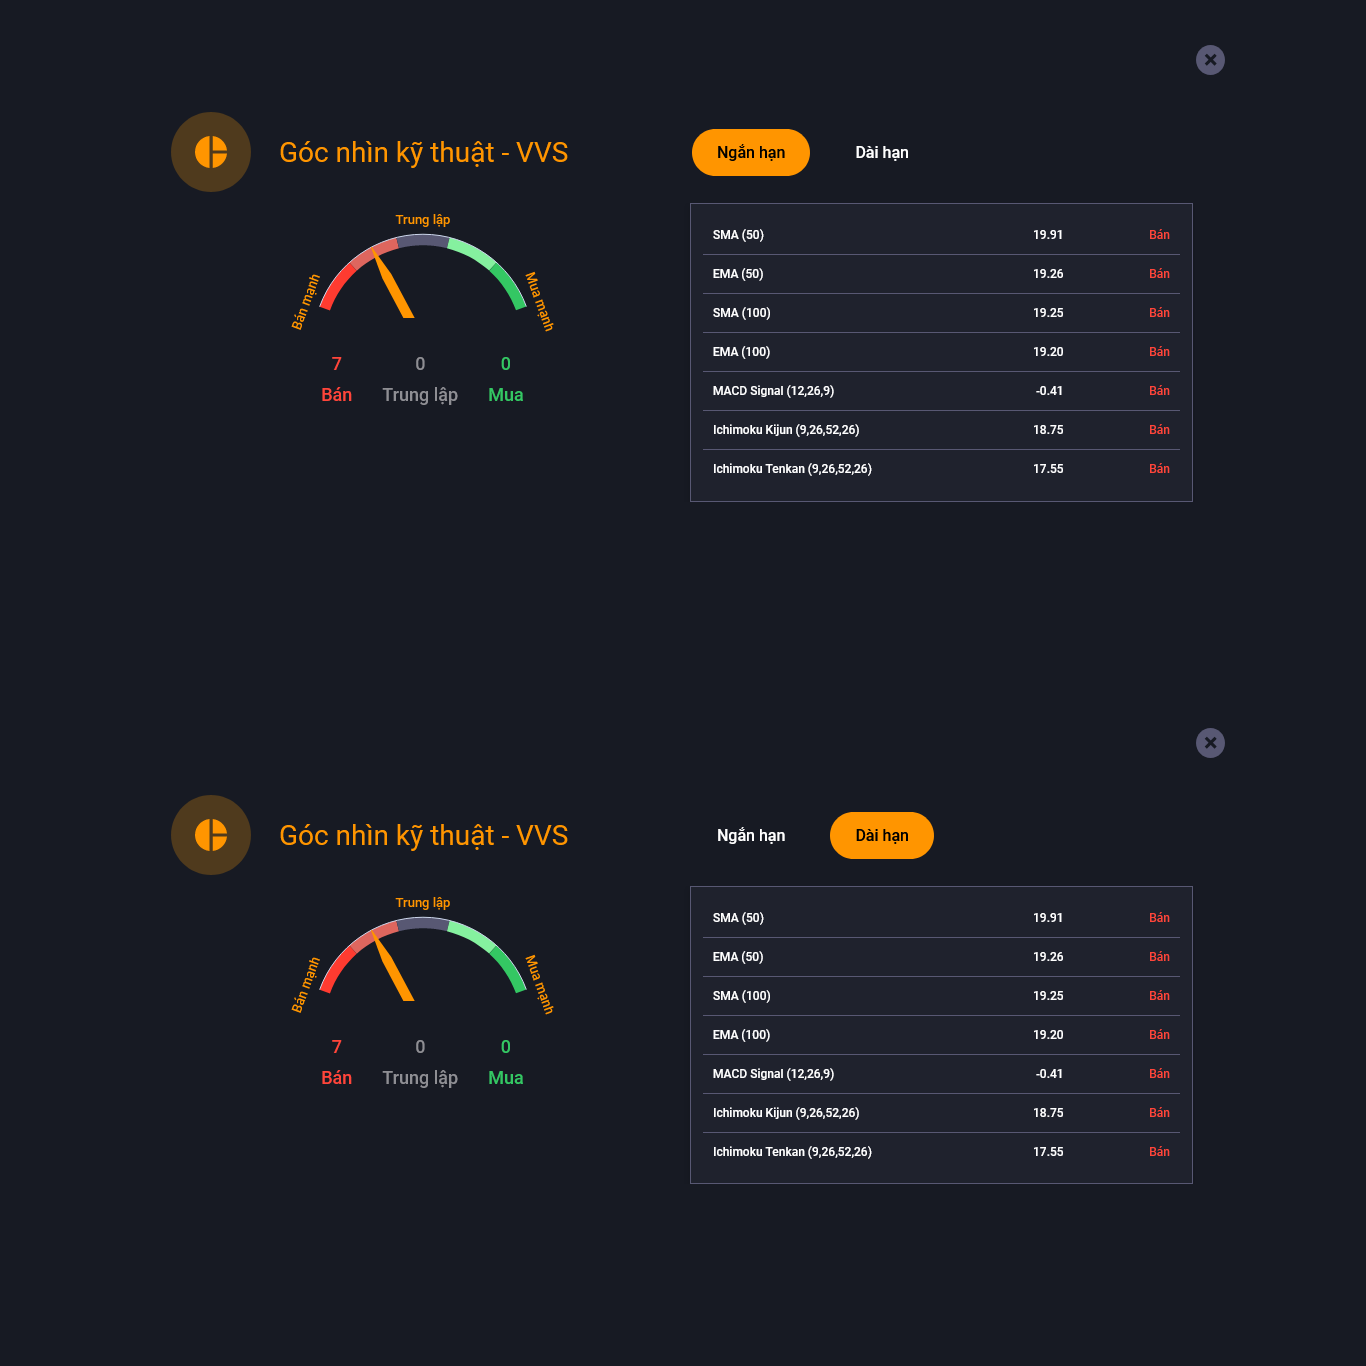 Góc nhìn kỹ thuật - VVS
Ngắn hạn
Dài hạn
Trung lập
Bán mạnh
Mua mạnh
7 0 0
Bán Trung lập Mua
SMA (50) 19.91 Bán
EMA (50) 19.26 Bán
SMA (100) 19.25 Bán
EMA (100) 19.20 Bán
MACD Signal (12,26,9) -0.41 Bán
Ichimoku Kijun (9,26,52,26) 18.75 Bán
Ichimoku Tenkan (9,26,52,26) 17.55 Bán
Góc nhìn kỹ thuật - VVS
Ngắn hạn
Dài hạn
Trung lập
Bán mạnh
Mua mạnh
7 0 0
Bán Trung lập Mua
SMA (50) 19.91 Bán
EMA (50) 19.26 Bán
SMA (100) 19.25 Bán
EMA (100) 19.20 Bán
MACD Signal (12,26,9) -0.41 Bán
Ichimoku Kijun (9,26,52,26) 18.75 Bán
Ichimoku Tenkan (9,26,52,26) 17.55 Bán